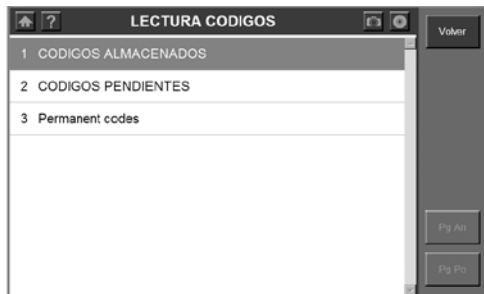 ? LECTURA CODIGOS
Volver
1 CODIGOS ALMACENADOS
2 CODIGOS PENDIENTES
3 Permanent codes
Pg An
Pg Po